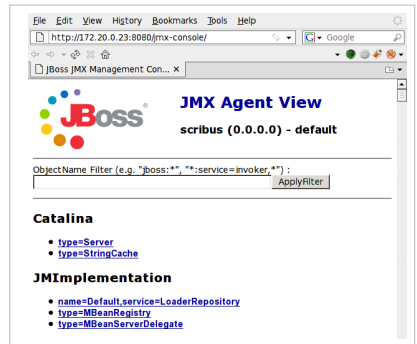 File Edit View History Bookmarks Tools Help
http://172.20.0.23:8080/jmx-console/
G Google
JBoss JMX Management Con... ×
JBoss®
JMX Agent View
scribus (0.0.0.0) - default
ObjectName Filter (e.g. "jboss:*", "*:service=invoker,*") :
ApplyFilter
Catalina
type=Server
type=StringCache
JMImplementation
name=Default,service=LoaderRepository
type=MBeanRegistry
type=MBeanServerDelegate